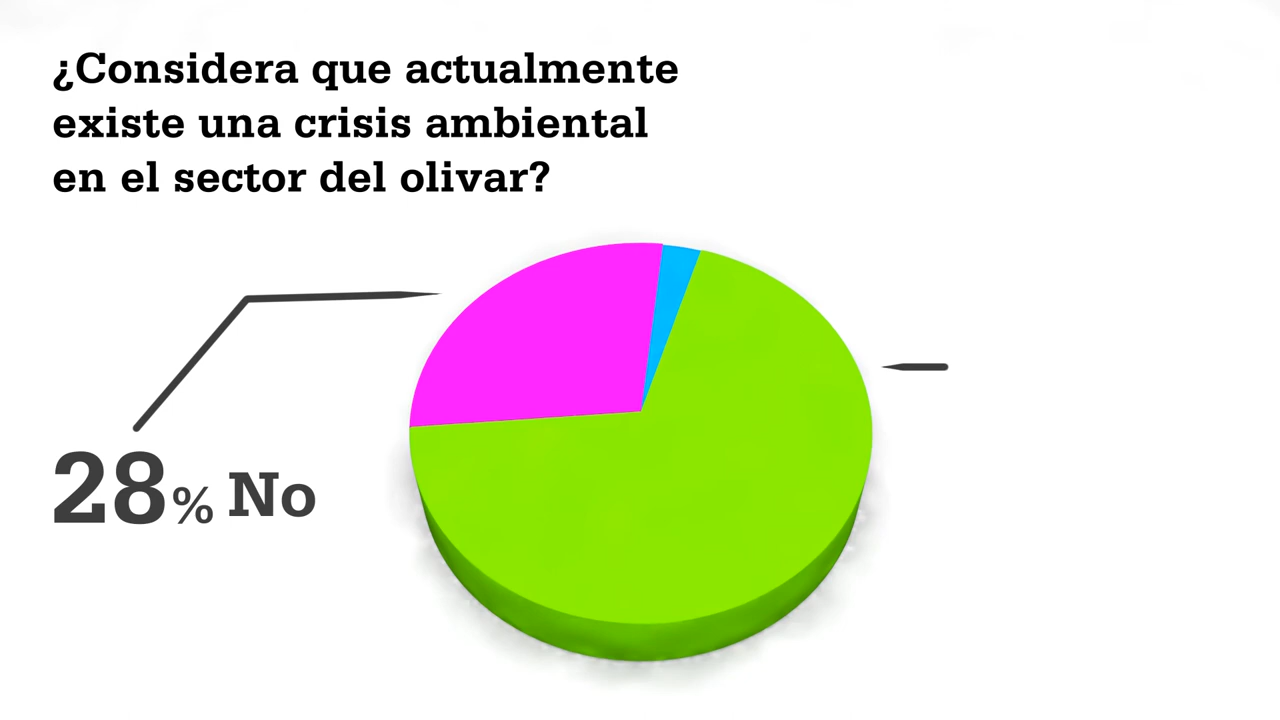 ¿Considera que actualmente
existe una crisis ambiental
en el sector del olivar?
28% No